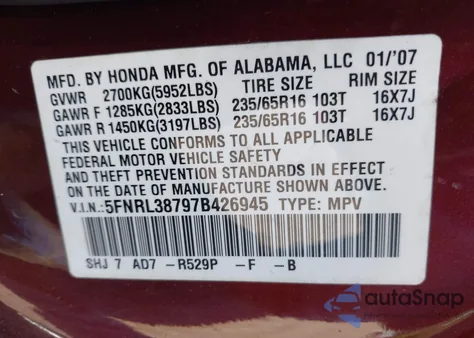 MFD. BY HONDA MFG. OF ALABAMA, LLC 01/'07
GVWR 2700KG(5952LBS) TIRE SIZE RIM SIZE
GAWR F 1285KG(2833LBS) 235/65R16 103T 16X7J
GAWR R 1450KG(3197LBS) 235/65R16 103T 16X7J
THIS VEHICLE CONFORMS TO ALL APPLICABLE
FEDERAL MOTOR VEHICLE SAFETY
AND THEFT PREVENTION STANDARDS IN EFFECT
ON THE DATE OF MANUFACTURE SHOWN ABOVE.
V.I.N.:5FNRL38797B426945 TYPE: MPV
SHJ 7 AD7 -R529P -F -B
autoSnap